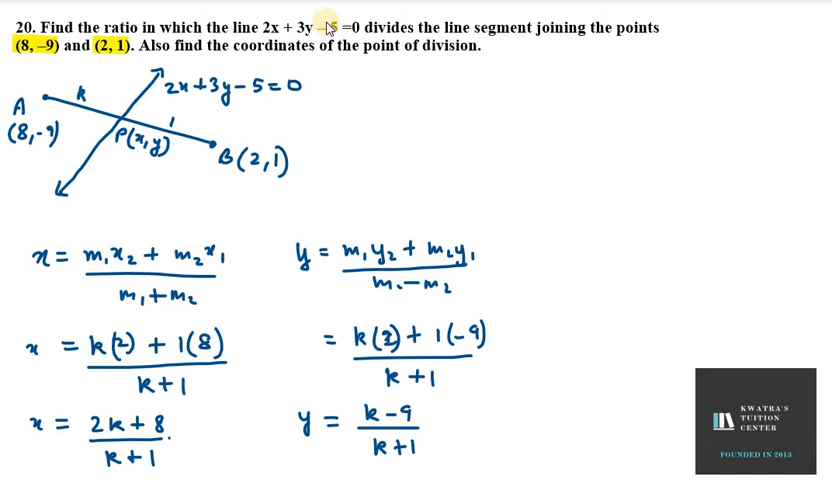 20. Find the ratio in which the line 2x + 3y –5 =0 divides the line segment joining the points
(8, –9) and (2, 1). Also find the coordinates of the point of division.
k
2x+3y-5=0
A
(8,-9)
P(x,y)
1
B(2,1)
x = m₁x₂ + m₂x₁ / m₁+m₂
y = m₁y₂ + m₂y₁ / m₁-m₂
x = k(2) + 1(8) / k+1
= k(2) + 1(-9) / k+1
x = 2k+8 / k+1
y = k-9 / k+1
KWATRA'S
TUITION
CENTER
FOUNDED IN 2013